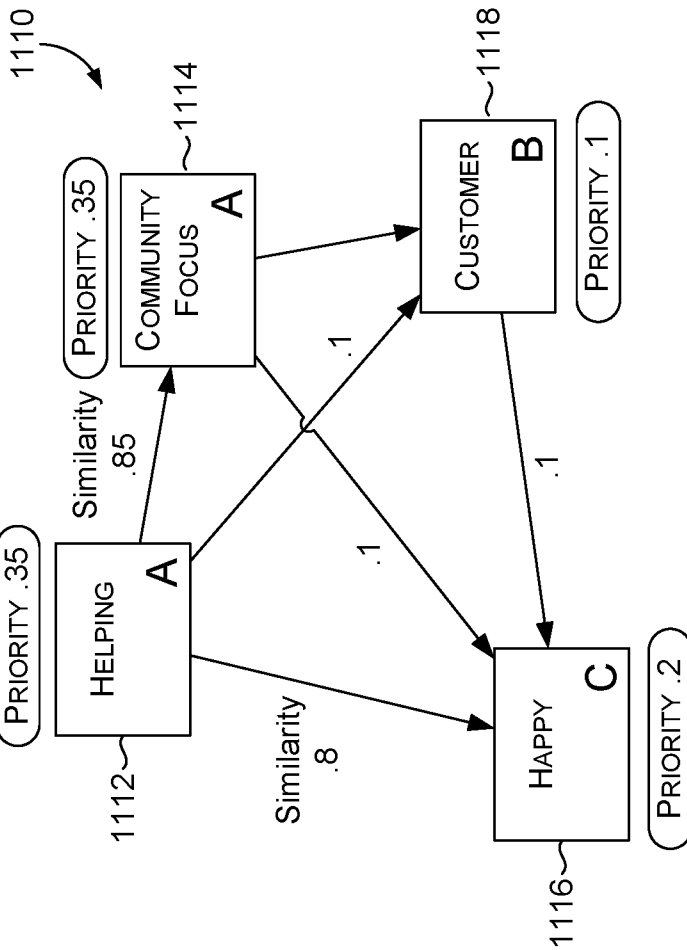 1110
PRIORITY .35
PRIORITY .35
Similarity
.85
HELPING
A
1112
COMMUNITY
FOCUS
A
1114
Similarity
.8
.1
.1
.1
HAPPY
C
1116
CUSTOMER
B
1118
PRIORITY .2
PRIORITY .1